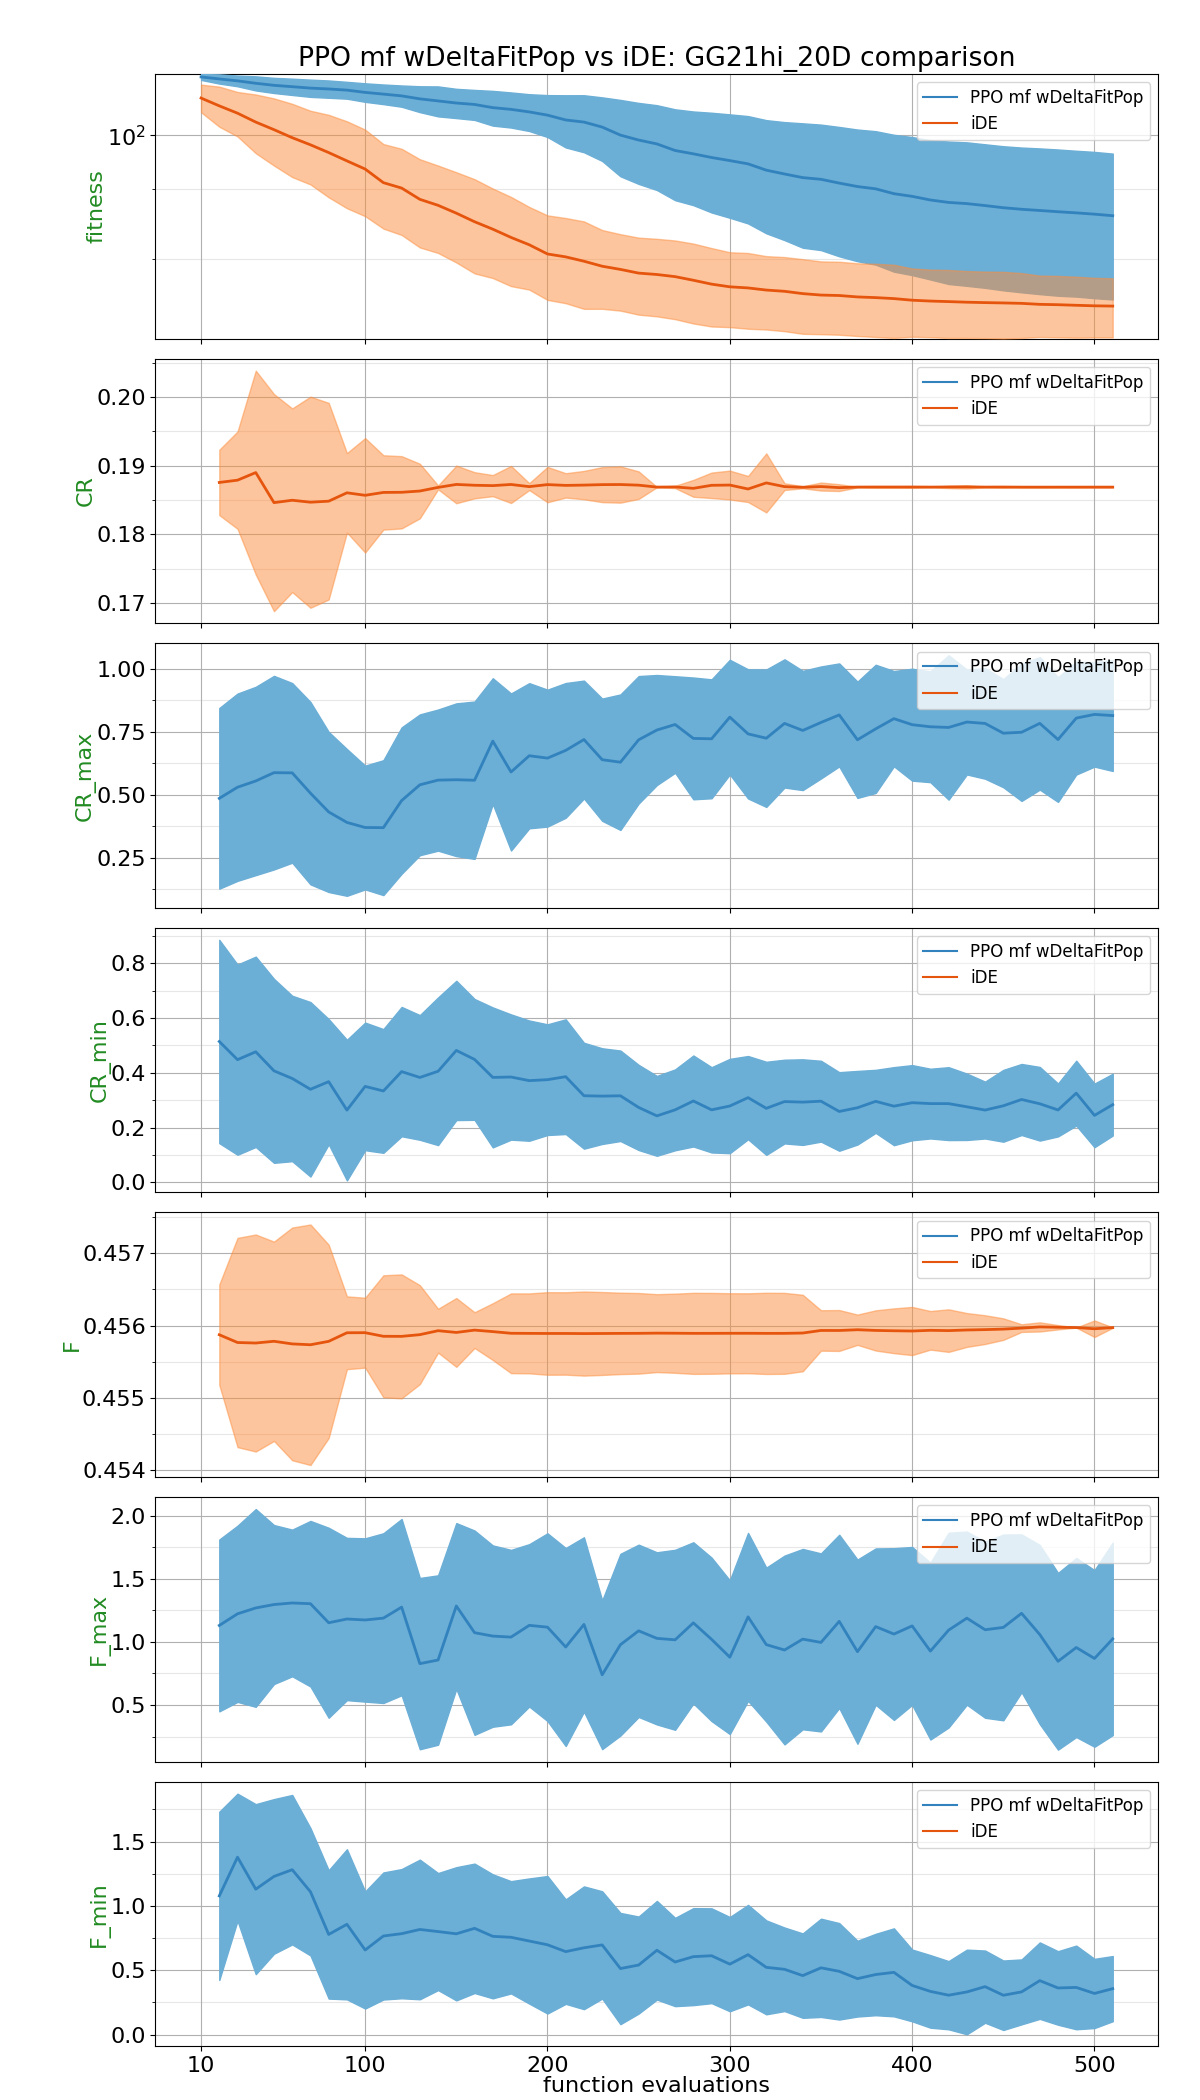 PPO mf wDeltaFitPop vs iDE: GG21hi_20D comparison
fitness
10²
PPO mf wDeltaFitPop
iDE
CR
0.20
0.19
0.18
0.17
PPO mf wDeltaFitPop
iDE
CR_max
1.00
0.75
0.50
0.25
PPO mf wDeltaFitPop
iDE
CR_min
0.8
0.6
0.4
0.2
0.0
PPO mf wDeltaFitPop
iDE
F
0.457
0.456
0.455
0.454
PPO mf wDeltaFitPop
iDE
F_max
2.0
1.5
1.0
0.5
PPO mf wDeltaFitPop
iDE
F_min
1.5
1.0
0.5
0.0
PPO mf wDeltaFitPop
iDE
10 100 200 300 400 500
function evaluations